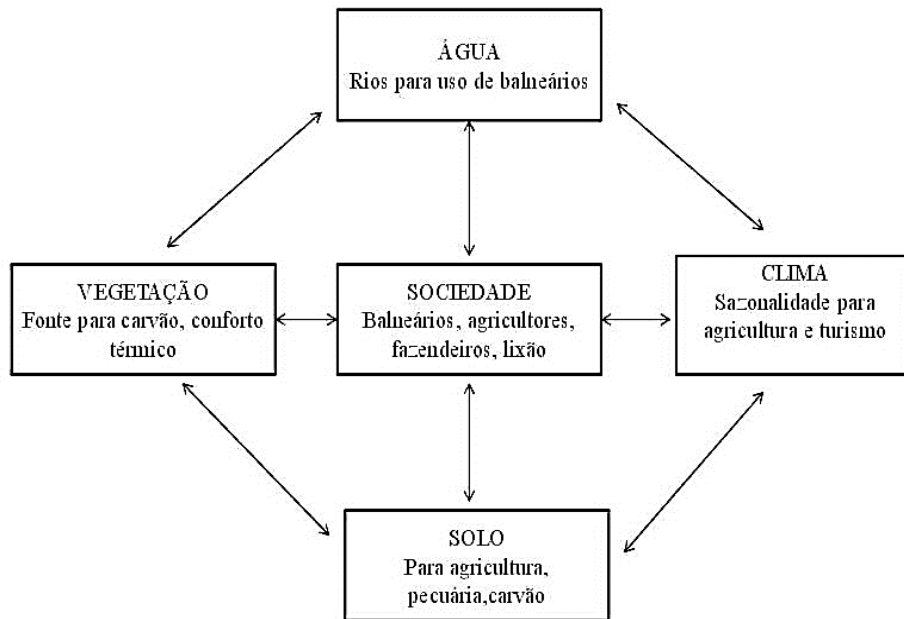 ÁGUA
Rios para uso de balneários
VEGETAÇÃO
Fonte para carvão, conforto
térmico
SOCIEDADE
Balneários, agricultores,
fazendeiros, lixão
CLIMA
Sazonalidade para
agricultura e turismo
SOLO
Para agricultura,
pecuária,carvão